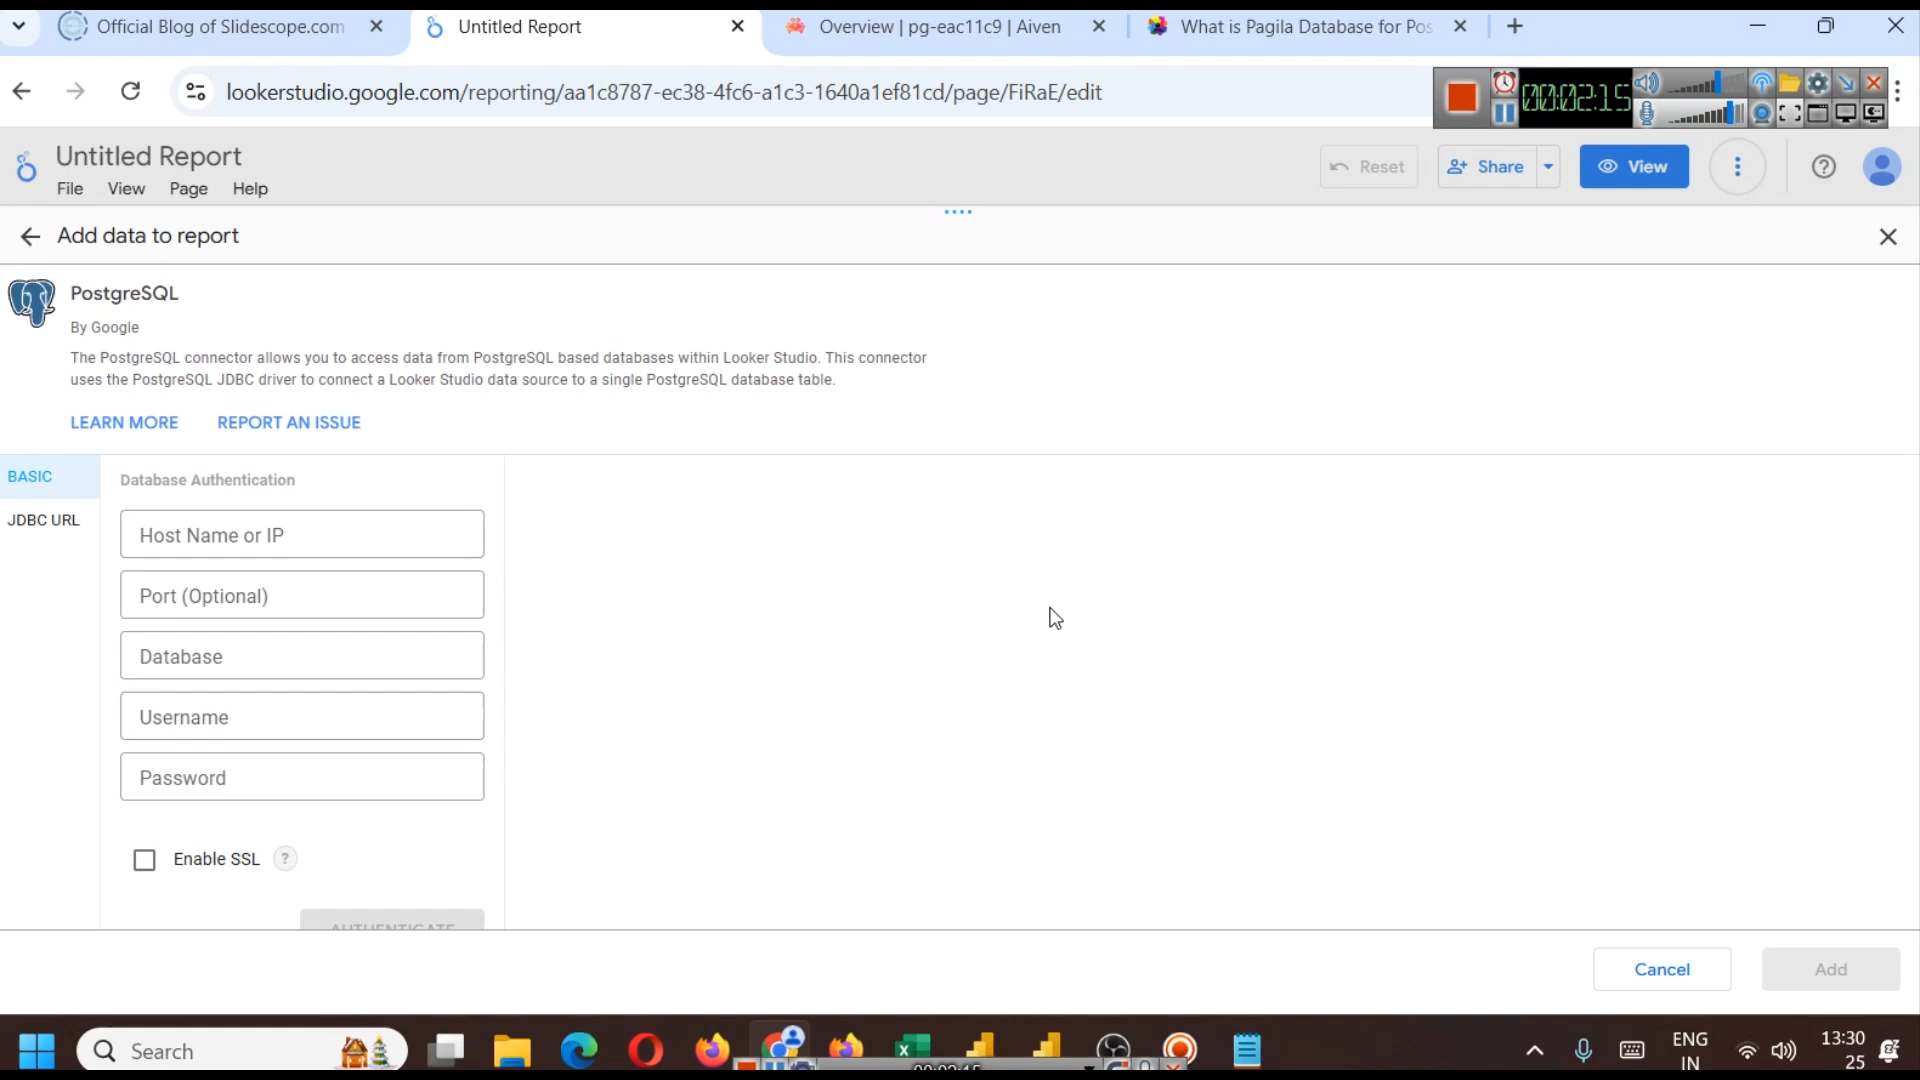 Official Blog of Slidescope.com
Untitled Report
Overview | pg-eac11c9 | Aiven
What is Pagila Database for Pos
lookerstudio.google.com/reporting/aa1c8787-ec38-4fc6-a1c3-1640a1ef81cd/page/FiRaE/edit
00:02:15
Untitled Report
File View Page Help
Reset
Share
View
Add data to report
PostgreSQL
By Google
The PostgreSQL connector allows you to access data from PostgreSQL based databases within Looker Studio. This connector
uses the PostgreSQL JDBC driver to connect a Looker Studio data source to a single PostgreSQL database table.
LEARN MORE REPORT AN ISSUE
BASIC
JDBC URL
Database Authentication
Host Name or IP
Port (Optional)
Database
Username
Password
Enable SSL ?
AUTHENTICATE
Cancel
Add
Search
ENG
IN
13:30
25